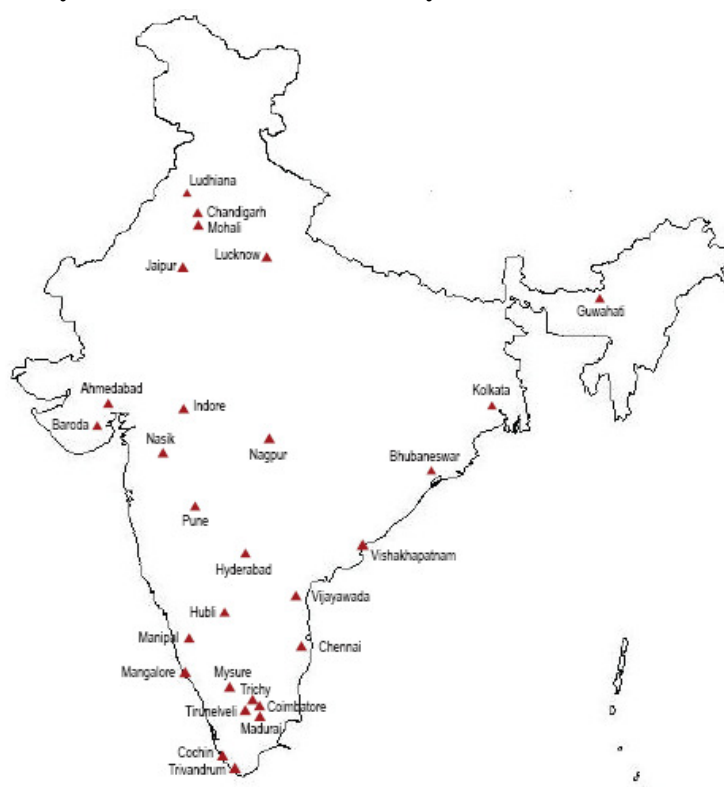 Ludhiana
Chandigarh
Mohali
Lucknow
Jaipur
Guwahati
Ahmedabad
Kolkata
Indore
Baroda
Nasik
Nagpur
Bhubaneswar
Pune
Vishakhapatnam
Hyderabad
Vijayawada
Hubli
Manipal
Chennai
Mangalore
Mysure
Trichy
Coimbatore
Tirunelveli
Madurai
Cochin
Trivandrum